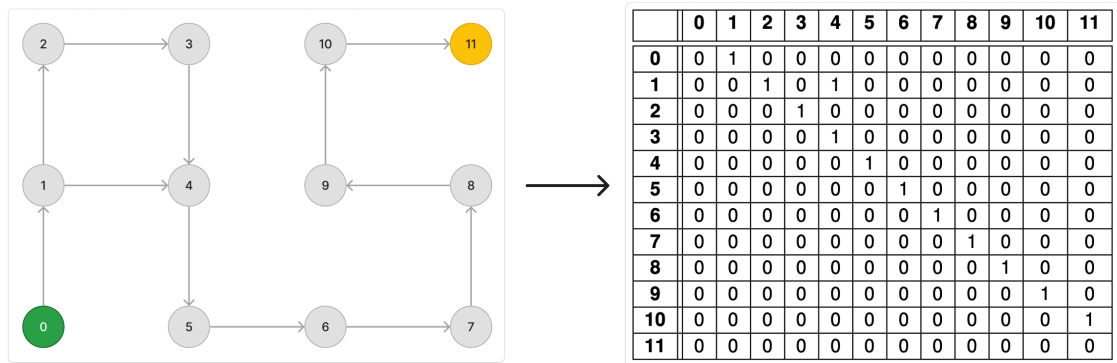 2 3 10 11
1 4 9 8
0 5 6 7
0 1 2 3 4 5 6 7 8 9 10 11
0 0 1 0 0 0 0 0 0 0 0 0 0
1 0 0 1 0 1 0 0 0 0 0 0 0
2 0 0 0 1 0 0 0 0 0 0 0 0
3 0 0 0 0 1 0 0 0 0 0 0 0
4 0 0 0 0 0 1 0 0 0 0 0 0
5 0 0 0 0 0 0 1 0 0 0 0 0
6 0 0 0 0 0 0 0 1 0 0 0 0
7 0 0 0 0 0 0 0 0 1 0 0 0
8 0 0 0 0 0 0 0 0 0 1 0 0
9 0 0 0 0 0 0 0 0 0 0 1 0
10 0 0 0 0 0 0 0 0 0 0 0 1
11 0 0 0 0 0 0 0 0 0 0 0 0